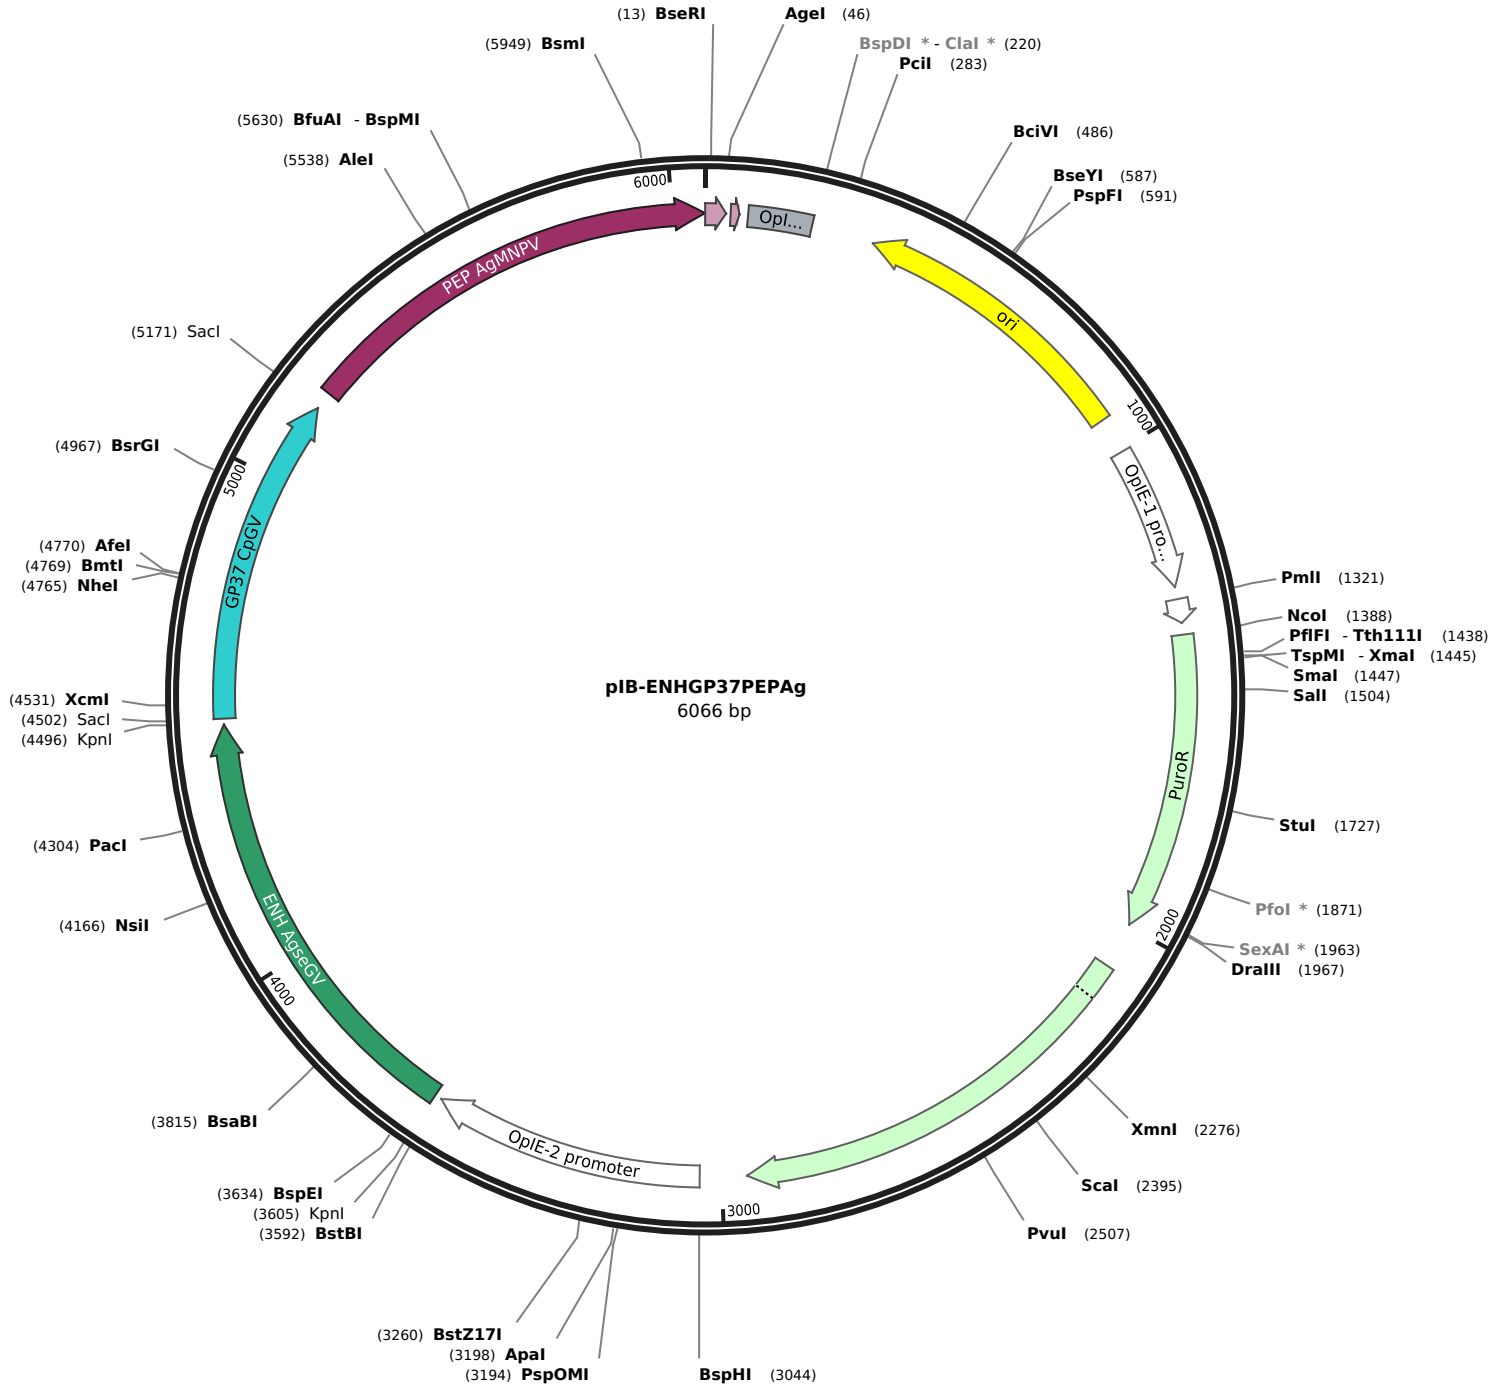 (13) BseRI
AgeI (46)
(5949) BsmI
BspDI * - ClaI * (220)
PciI (283)
(5630) BfuAI - BspMI
BciVI (486)
(5538) AleI
BseYI (587)
PspFI (591)
6000
OpI...
PEP AgMNPV
ori
(5171) SacI
1000
(4967) BsrGI
5000
OpIE-1 pro...
(4770) AfeI
(4769) BmtI
(4765) NheI
GP37 CpGV
PmlI (1321)
NcoI (1388)
PflFI - Tth111I (1438)
TspMI - XmaI (1445)
SmaI (1447)
SalI (1504)
pIB-ENHGP37PEPAg
6066 bp
(4531) XcmI
(4502) SacI
(4496) KpnI
PuroR
StuI (1727)
(4304) PacI
PfoI * (1871)
(4166) NsiI
2000
SexAI * (1963)
DraIII (1967)
ENH AgseGV
4000
(3815) BsaBI
XmnI (2276)
OpIE-2 promoter
ScaI (2395)
(3634) BspEI
(3605) KpnI
(3592) BstBI
3000
PvuI (2507)
(3260) BstZ17I
(3198) ApaI
(3194) PspOMI
BspHI (3044)